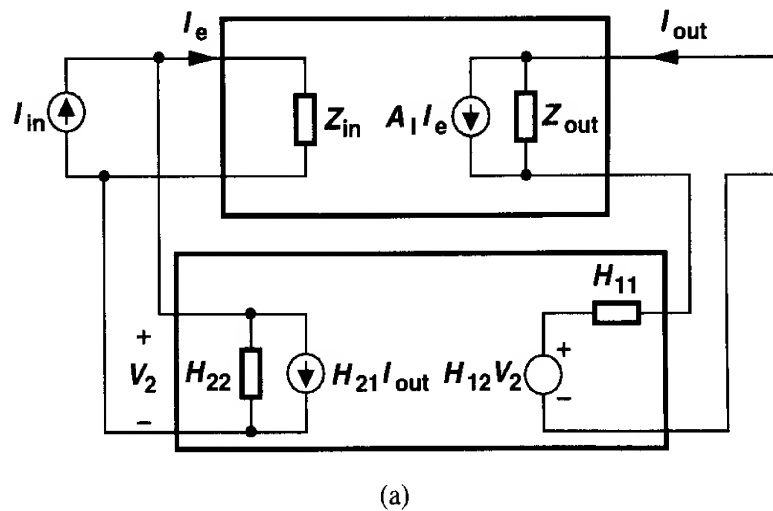 I_e I_out
I_in Z_in A_I I_e Z_out
H_11
+ +
V_2 H_22 H_21 I_out H_12 V_2
− −
(a)